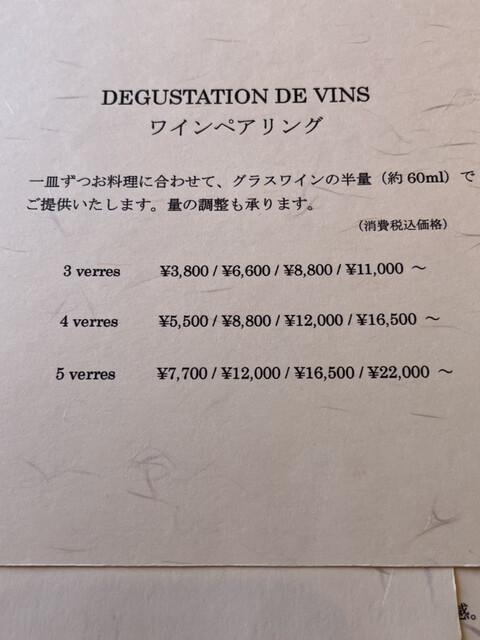 DEGUSTATION DE VINS
ワインペアリング
一皿ずつお料理に合わせて、グラスワインの半量（約 60ml）で
ご提供いたします。量の調整も承ります。
（消費税込価格）
3 verres ¥3,800 / ¥6,600 / ¥8,800 / ¥11,000 ～
4 verres ¥5,500 / ¥8,800 / ¥12,000 / ¥16,500 ～
5 verres ¥7,700 / ¥12,000 / ¥16,500 / ¥22,000 ～